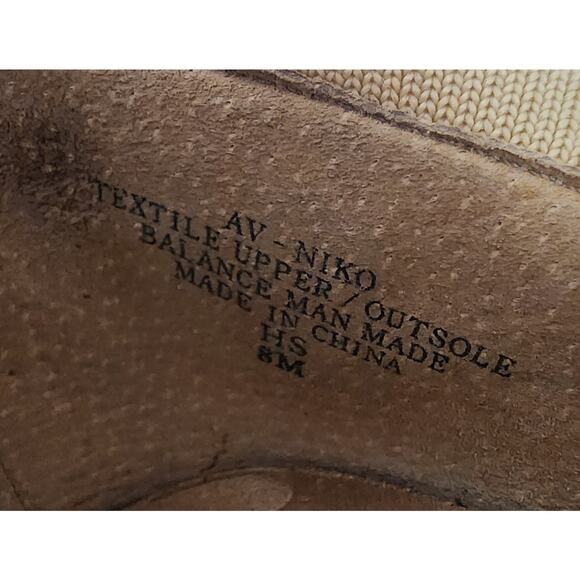 AV - NIKO
TEXTILE UPPER / OUTSOLE
BALANCE MAN MADE
MADE IN CHINA
HS
8M